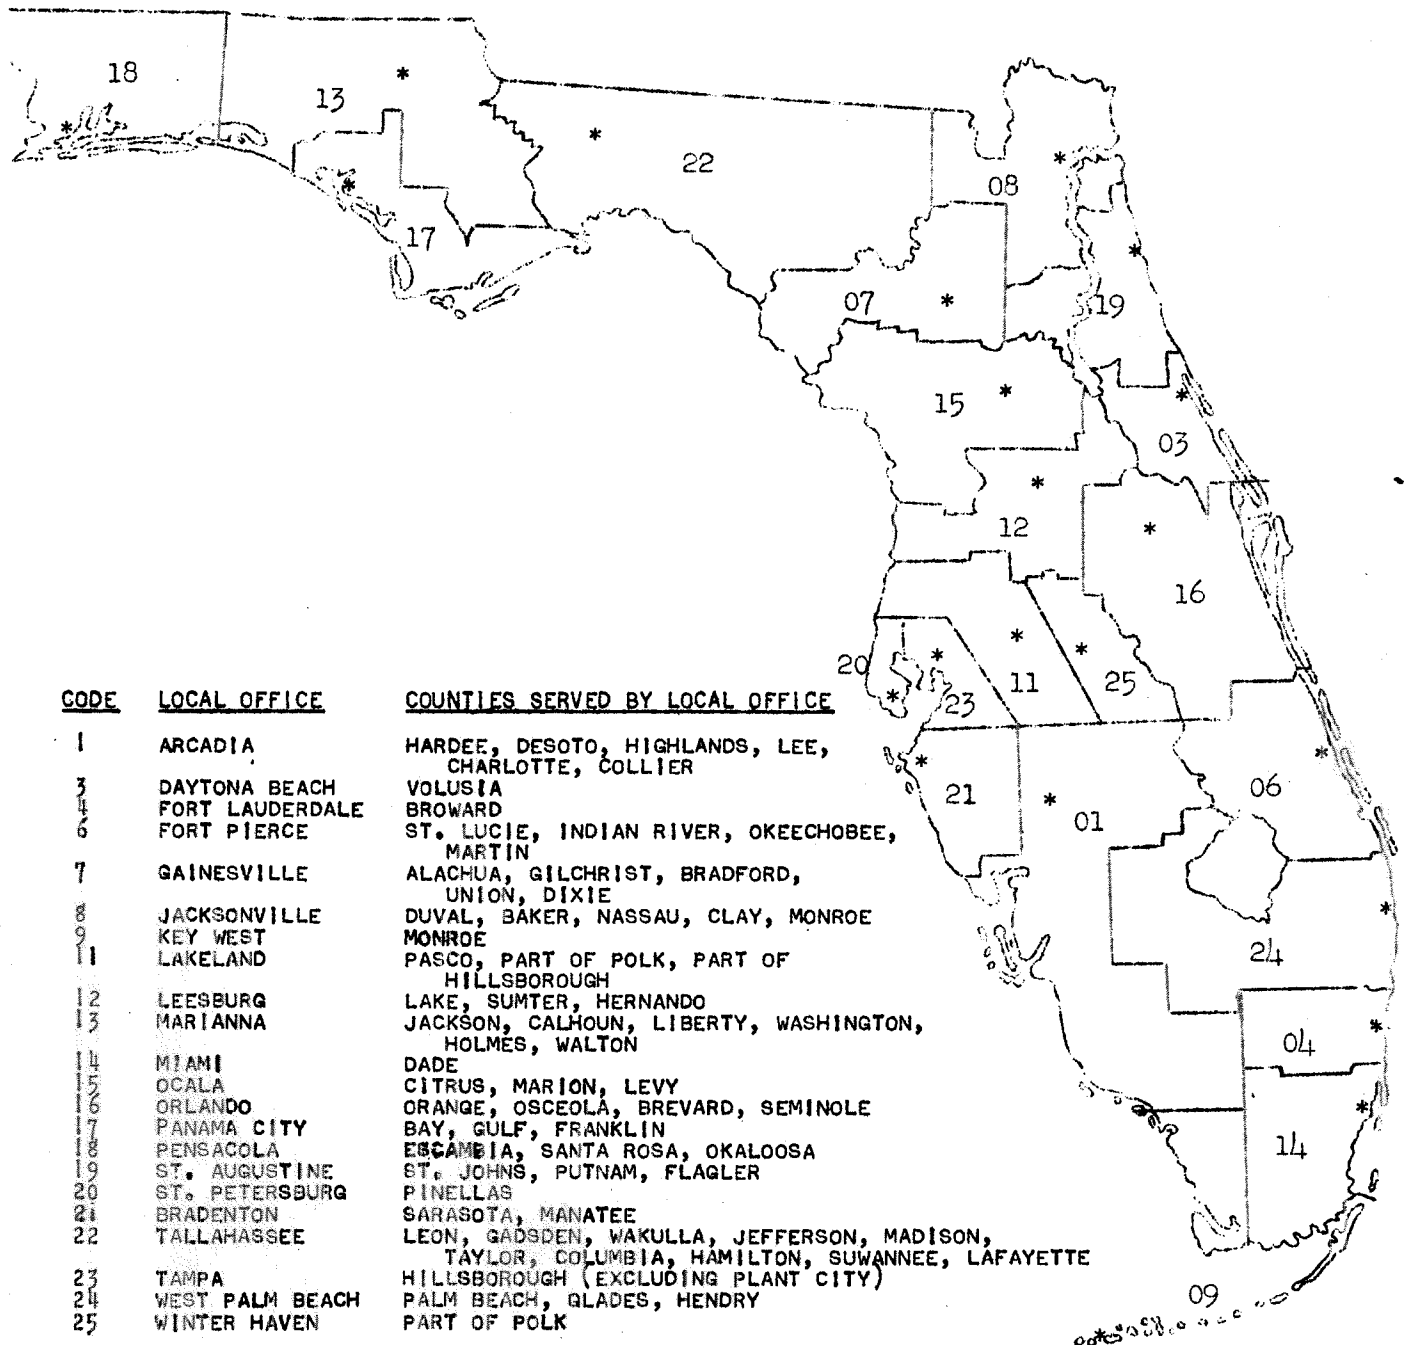 18
13
*
*
*
22
*
08
*
17
*
07
*
19
*
15
*
03
*
12
*
16
*
20
*
*
23
11
*
25
*
21
*
01
*
06
*
24
*
04
*
14
*
09
*
CODE LOCAL OFFICE COUNTIES SERVED BY LOCAL OFFICE
1 ARCADIA HARDEE, DESOTO, HIGHLANDS, LEE,
CHARLOTTE, COLLIER
3 DAYTONA BEACH VOLUSIA
4 FORT LAUDERDALE BROWARD
6 FORT PIERCE ST. LUCIE, INDIAN RIVER, OKEECHOBEE,
MARTIN
7 GAINESVILLE ALACHUA, GILCHRIST, BRADFORD,
UNION, DIXIE
8 JACKSONVILLE DUVAL, BAKER, NASSAU, CLAY, MONROE
9 KEY WEST MONROE
11 LAKELAND PASCO, PART OF POLK, PART OF
HILLSBOROUGH
12 LEESBURG LAKE, SUMTER, HERNANDO
13 MARIANNA JACKSON, CALHOUN, LIBERTY, WASHINGTON,
HOLMES, WALTON
14 MIAMI DADE
15 OCALA CITRUS, MARION, LEVY
16 ORLANDO ORANGE, OSCEOLA, BREVARD, SEMINOLE
17 PANAMA CITY BAY, GULF, FRANKLIN
18 PENSACOLA ESCAMBIA, SANTA ROSA, OKALOOSA
19 ST. AUGUSTINE ST. JOHNS, PUTNAM, FLAGLER
20 ST. PETERSBURG PINELLAS
21 BRADENTON SARASOTA, MANATEE
22 TALLAHASSEE LEON, GADSDEN, WAKULLA, JEFFERSON, MADISON,
TAYLOR, COLUMBIA, HAMILTON, SUWANNEE, LAFAYETTE
23 TAMPA HILLSBOROUGH (EXCLUDING PLANT CITY)
24 WEST PALM BEACH PALM BEACH, GLADES, HENDRY
25 WINTER HAVEN PART OF POLK